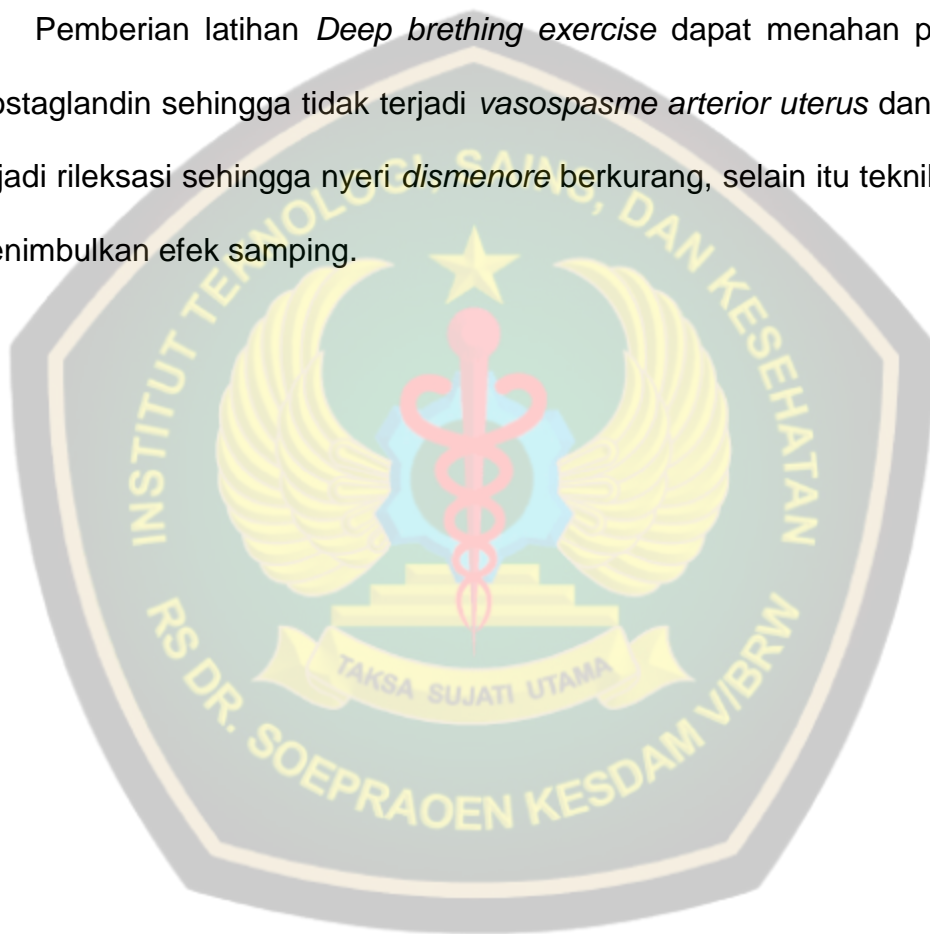 Pemberian latihan Deep brething exercise dapat menahan p
ostaglandin sehingga tidak terjadi vasospasme arterior uterus dan
jadi rileksasi sehingga nyeri dismenore berkurang, selain itu tekni
enimbulkan efek samping.
INSTITUT TEKNOLOGI, SAINS, DAN KESEHATAN
TAKSA SUJATI UTAMA
RS DR. SOEPRAOEN KESDAM V/BRW